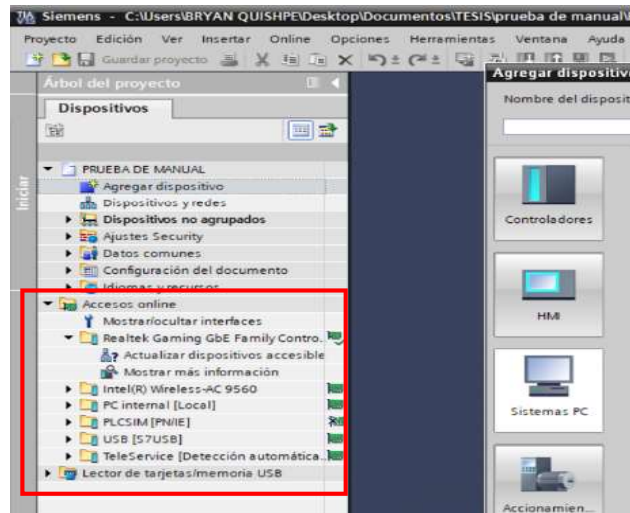 Siemens - C:\Users\BRYAN QUISHPE\Desktop\Documentos\TESIS\prueba de manual\
Proyecto Edición Ver Insertar Online Opciones Herramientas Ventana Ayuda
Guardar proyecto
Árbol del proyecto
Dispositivos
Iniciar
PRUEBA DE MANUAL
Agregar dispositivo
Dispositivos y redes
Dispositivos no agrupados
Ajustes Security
Datos comunes
Configuración del documento
Idiomas y recursos
Accesos online
Mostrar/ocultar interfaces
Realtek Gaming GbE Family Contro..
Actualizar dispositivos accesible
Mostrar más información
Intel(R) Wireless-AC 9560
PC internal [Local]
PLCSIM [PN/IE]
USB [S7USB]
TeleService [Detección automática..
Lector de tarjetas/memoria USB
Agregar dispositivo
Nombre del disposit
Controladores
HMI
Sistemas PC
Accionamien...